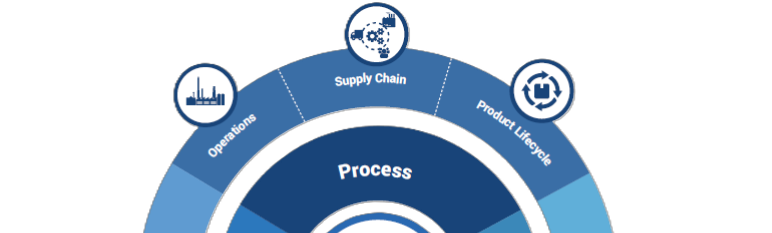 Supply Chain
Operations
Product Lifecycle
Process